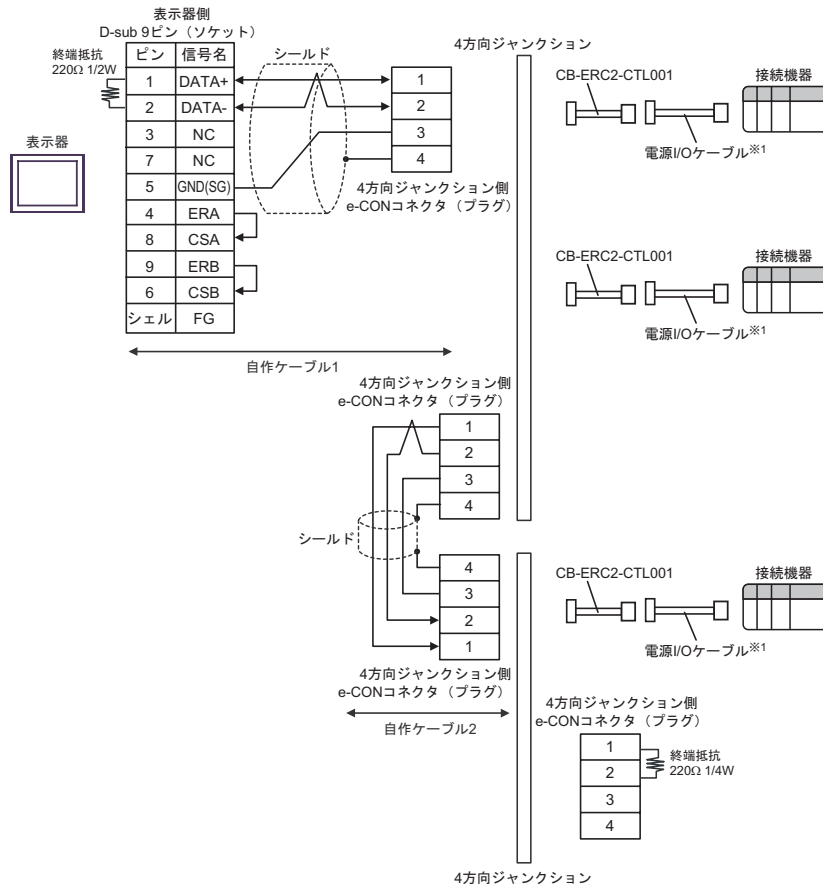 表示器側
D-sub 9ピン（ソケット）
終端抵抗
220Ω 1/2W
ピン 信号名
1 DATA+
2 DATA-
3 NC
7 NC
5 GND(SG)
4 ERA
8 CSA
9 ERB
6 CSB
シェル FG
表示器
シールド
1
2
3
4
4方向ジャンクション側
e-CONコネクタ（プラグ）
自作ケーブル1
4方向ジャンクション
CB-ERC2-CTL001
接続機器
電源I/Oケーブル※1
CB-ERC2-CTL001
接続機器
電源I/Oケーブル※1
4方向ジャンクション側
e-CONコネクタ（プラグ）
1
2
3
4
シールド
4
3
2
1
4方向ジャンクション側
e-CONコネクタ（プラグ）
自作ケーブル2
CB-ERC2-CTL001
接続機器
電源I/Oケーブル※1
4方向ジャンクション側
e-CONコネクタ（プラグ）
1
2
3
4
終端抵抗
220Ω 1/4W
4方向ジャンクション